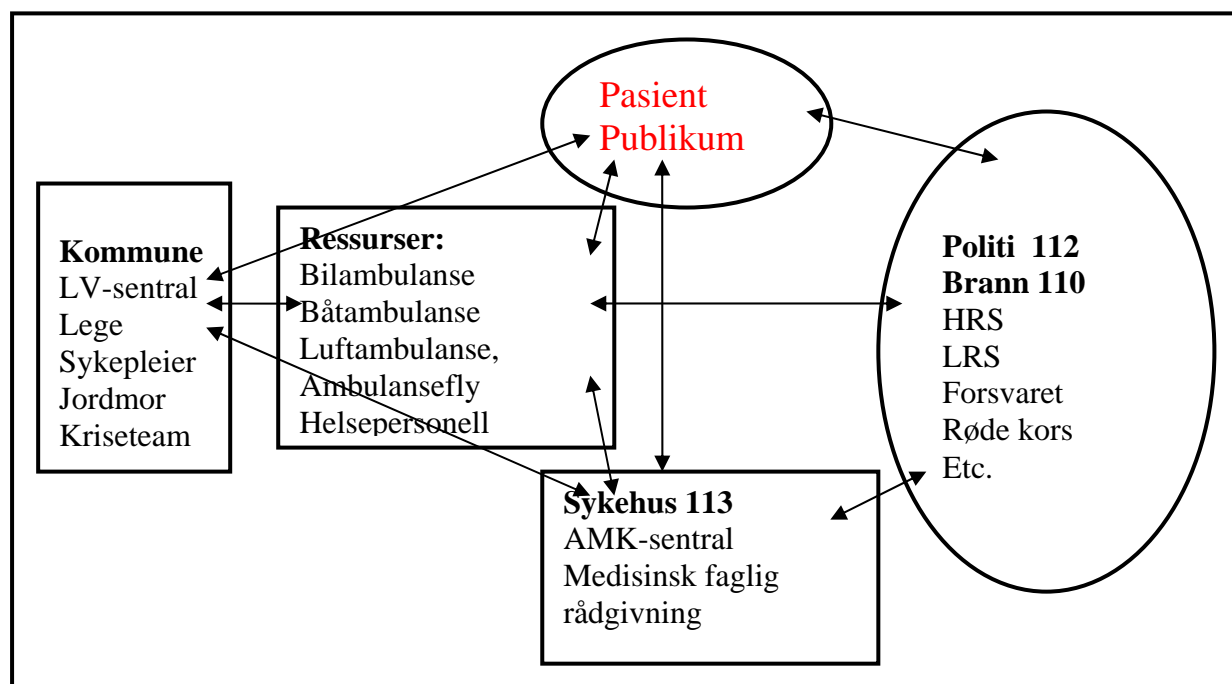 Pasient
Publikum
Kommune
LV-sentral
Lege
Sykepleier
Jordmor
Kriseteam
Ressurser:
Bilambulanse
Båtambulanse
Luftambulanse,
Ambulansefly
Helsepersonell
Politi  112
Brann 110
HRS
LRS
Forsvaret
Røde kors
Etc.
Sykehus 113
AMK-sentral
Medisinsk faglig
rådgivning